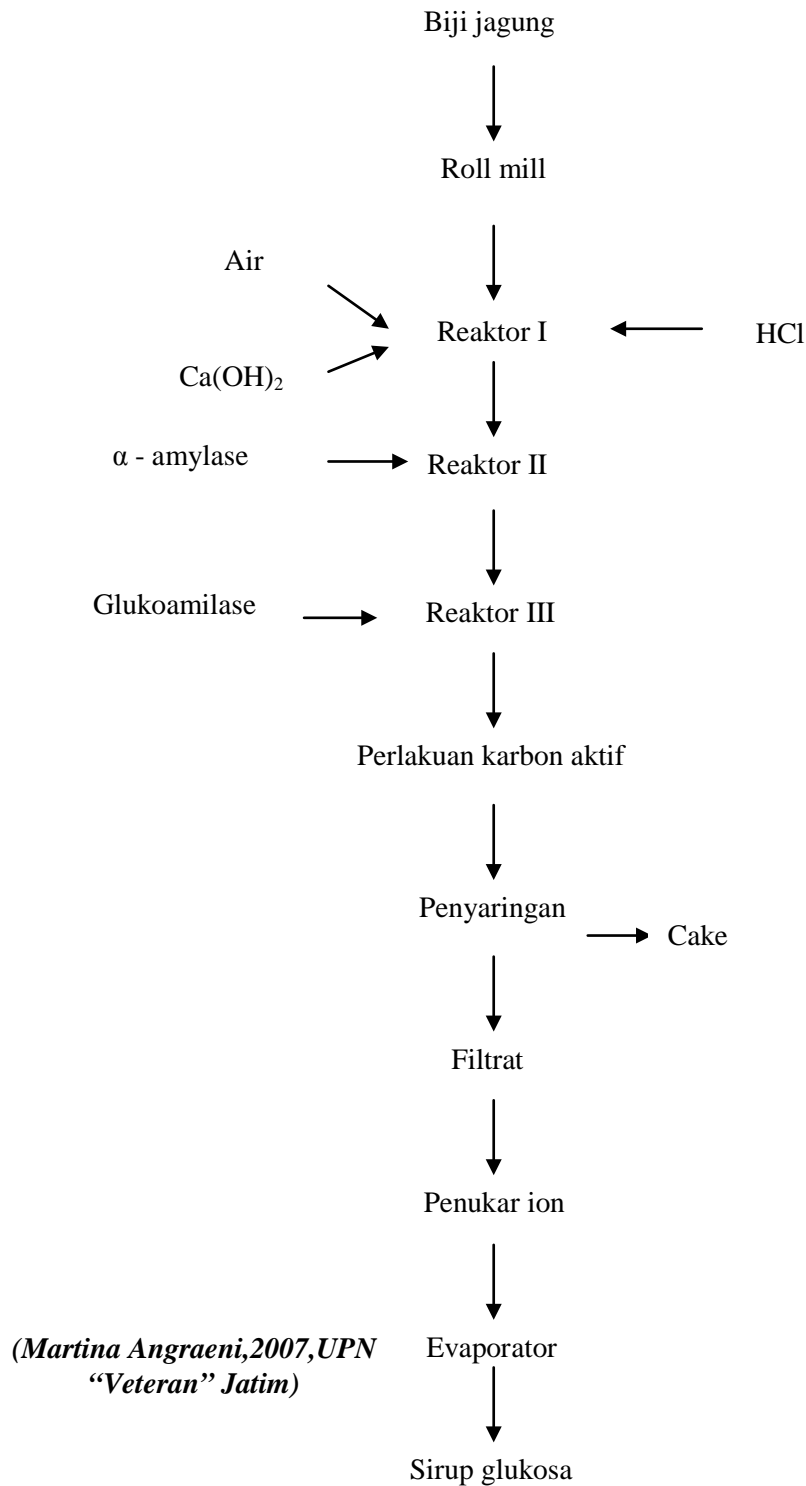 Biji jagung
Roll mill
Air
Reaktor I
HCl
Ca(OH)₂
α - amylase
Reaktor II
Glukoamilase
Reaktor III
Perlakuan karbon aktif
Penyaringan
Cake
Filtrat
Penukar ion
(Martina Angraeni,2007,UPN
“Veteran” Jatim)
Evaporator
Sirup glukosa